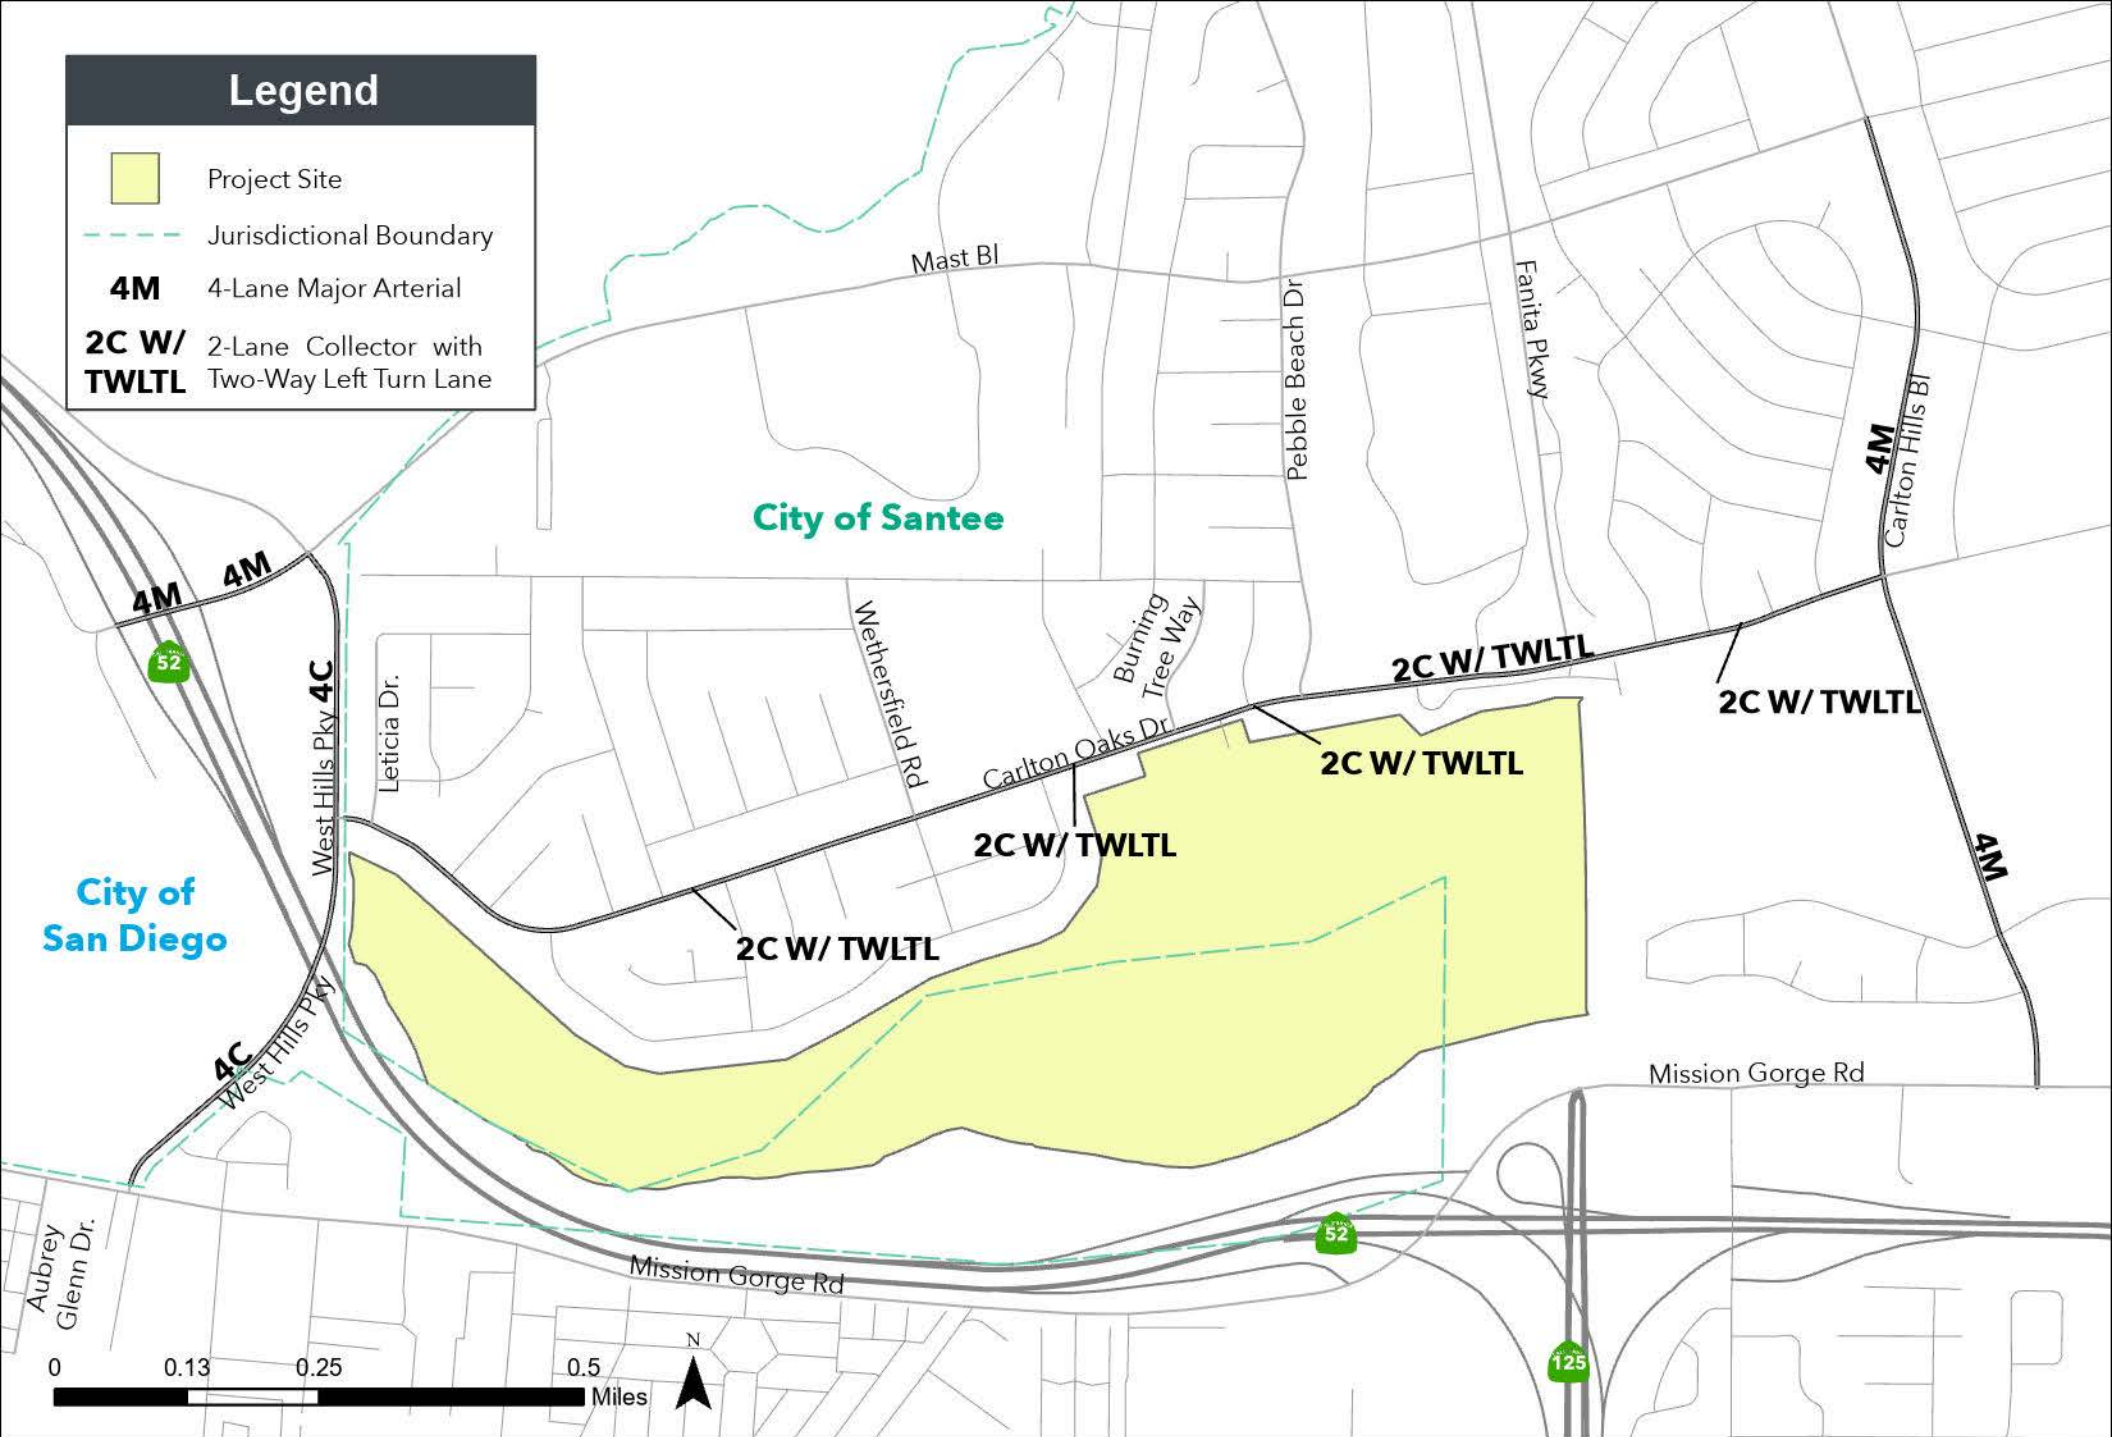 Legend
Project Site
Jurisdictional Boundary
4M 4-Lane Major Arterial
2C W/ 2-Lane Collector with
TWLTL Two-Way Left Turn Lane
Mast Bl
Pebble Beach Dr
Fanita Pkwy
4M
Carlton Hills Bl
City of Santee
4M
4M
52
4C
West Hills Pky
Leticia Dr.
Wethersfield Rd
Burning
Tree Way
2C W/ TWLTL
2C W/ TWLTL
Carlton Oaks Dr
2C W/ TWLTL
2C W/ TWLTL
4M
City of
San Diego
2C W/ TWLTL
West Hills Pky
4C
Mission Gorge Rd
52
Mission Gorge Rd
Aubrey
Glenn Dr.
125
N
0 0.13 0.25 0.5
Miles